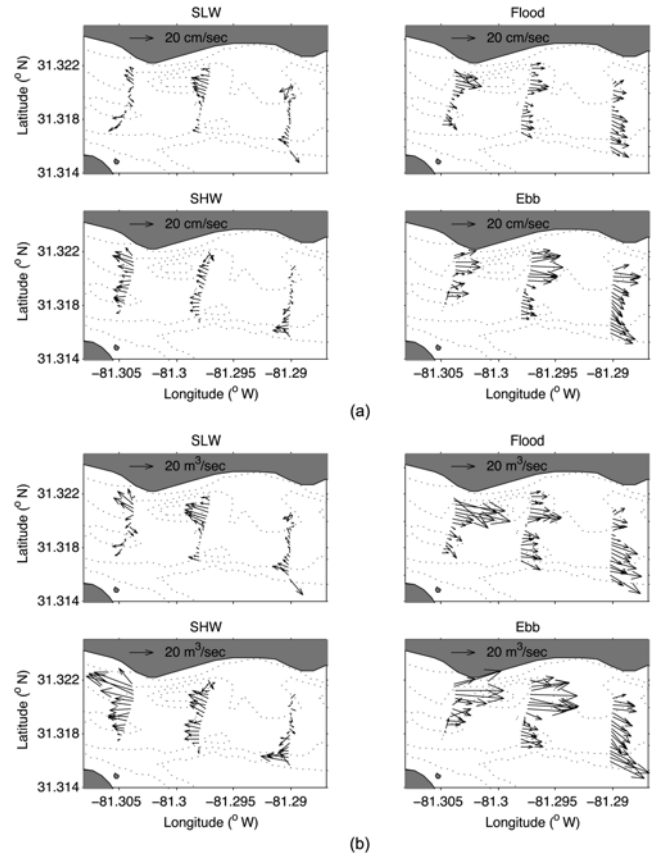 SLW
Flood
20 cm/sec
20 cm/sec
Latitude (° N)
31.322
31.318
31.314
SHW
Ebb
20 cm/sec
20 cm/sec
Latitude (° N)
31.322
31.318
31.314
−81.305 −81.3 −81.295 −81.29
−81.305 −81.3 −81.295 −81.29
Longitude (° W)
Longitude (° W)
(a)
SLW
Flood
20 m³/sec
20 m³/sec
Latitude (° N)
31.322
31.318
31.314
SHW
Ebb
20 m³/sec
20 m³/sec
Latitude (° N)
31.322
31.318
31.314
−81.305 −81.3 −81.295 −81.29
−81.305 −81.3 −81.295 −81.29
Longitude (° W)
Longitude (° W)
(b)